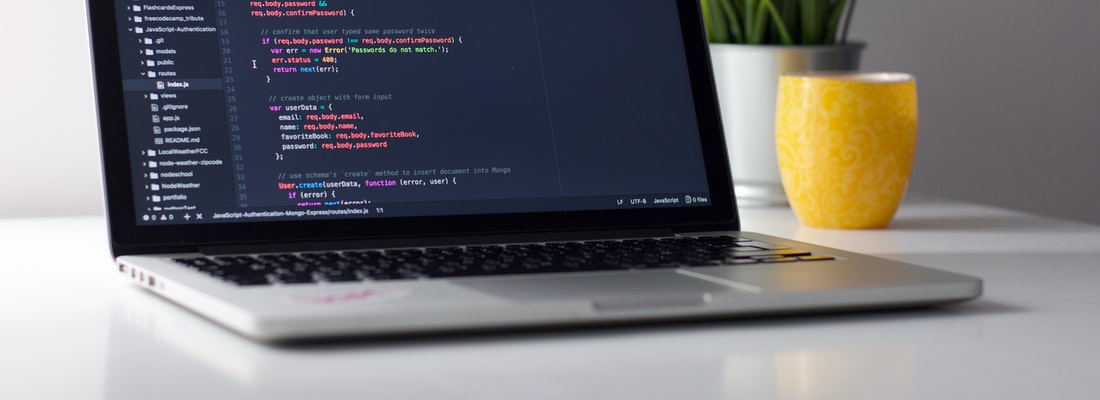 FlashcardsExpress
freecodecamp_tribute
JavaScript-Authentication
.git
models
public
routes
index.js
views
.gitignore
app.js
package.json
README.md
LocalWeatherFCC
node-weather-zipcode
nodeschool
NodeWeather
portfolio
15 req.body.password &&
16 req.body.confirmPassword) {
17
18 // confirm that user typed same password twice
19 if (req.body.password !== req.body.confirmPassword) {
20 var err = new Error('Passwords do not match.');
21 err.status = 400;
22 return next(err);
23 }
24
25 // create object with form input
26 var userData = {
27 email: req.body.email,
28 name: req.body.name,
29 favoriteBook: req.body.favoriteBook,
30 password: req.body.password
31 };
32
33 // use schema's `create` method to insert document into Mongo
34 User.create(userData, function (error, user) {
35 if (error) {
return next(error);
0 0 JavaScript-Authentication-Mongo-Express/routes/index.js 1:1 LF UTF-8 JavaScript 0 files